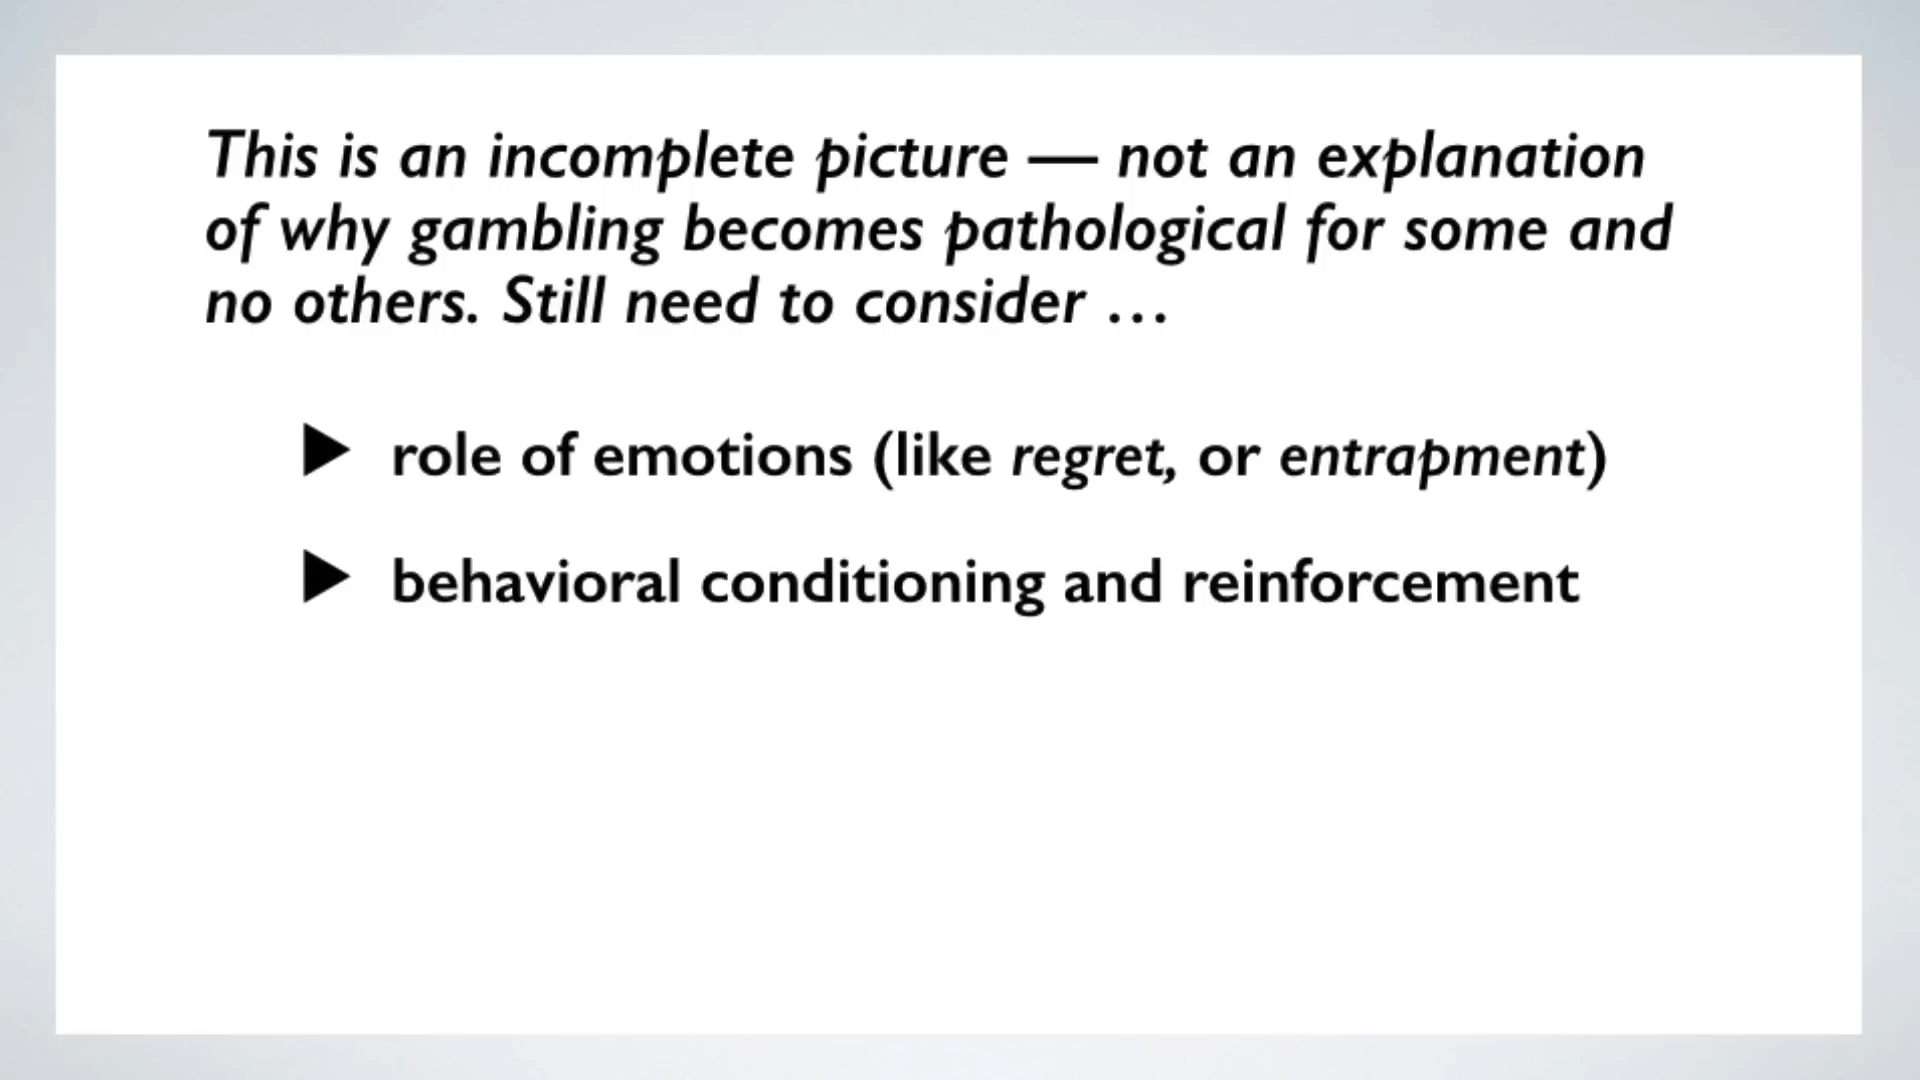 This is an incomplete picture — not an explanation
of why gambling becomes pathological for some and
no others. Still need to consider …
▶ role of emotions (like regret, or entrapment)
▶ behavioral conditioning and reinforcement